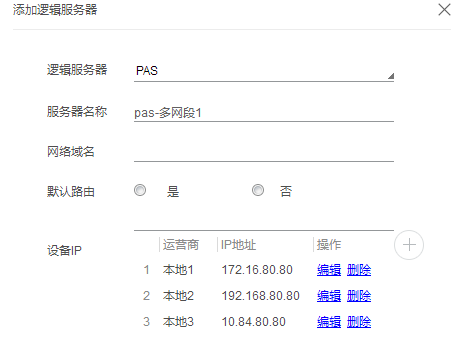 添加逻辑服务器
逻辑服务器 PAS
服务器名称 pas-多网段1
网络域名
默认路由 是 否
设备IP
运营商 IP地址 操作
1 本地1 172.16.80.80 编辑 删除
2 本地2 192.168.80.80 编辑 删除
3 本地3 10.84.80.80 编辑 删除